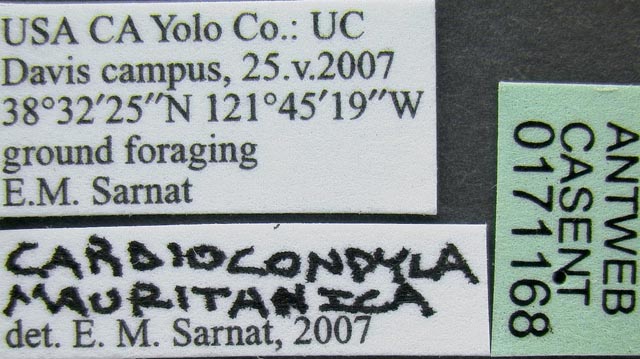 USA CA Yolo Co.: UC
Davis campus, 25.v.2007
38°32′25″N 121°45′19″W
ground foraging
E.M. Sarnat
CARDIOCONDYLA
MAURITANICA
det. E. M. Sarnat, 2007
ANTWEB
CASENT
0171168